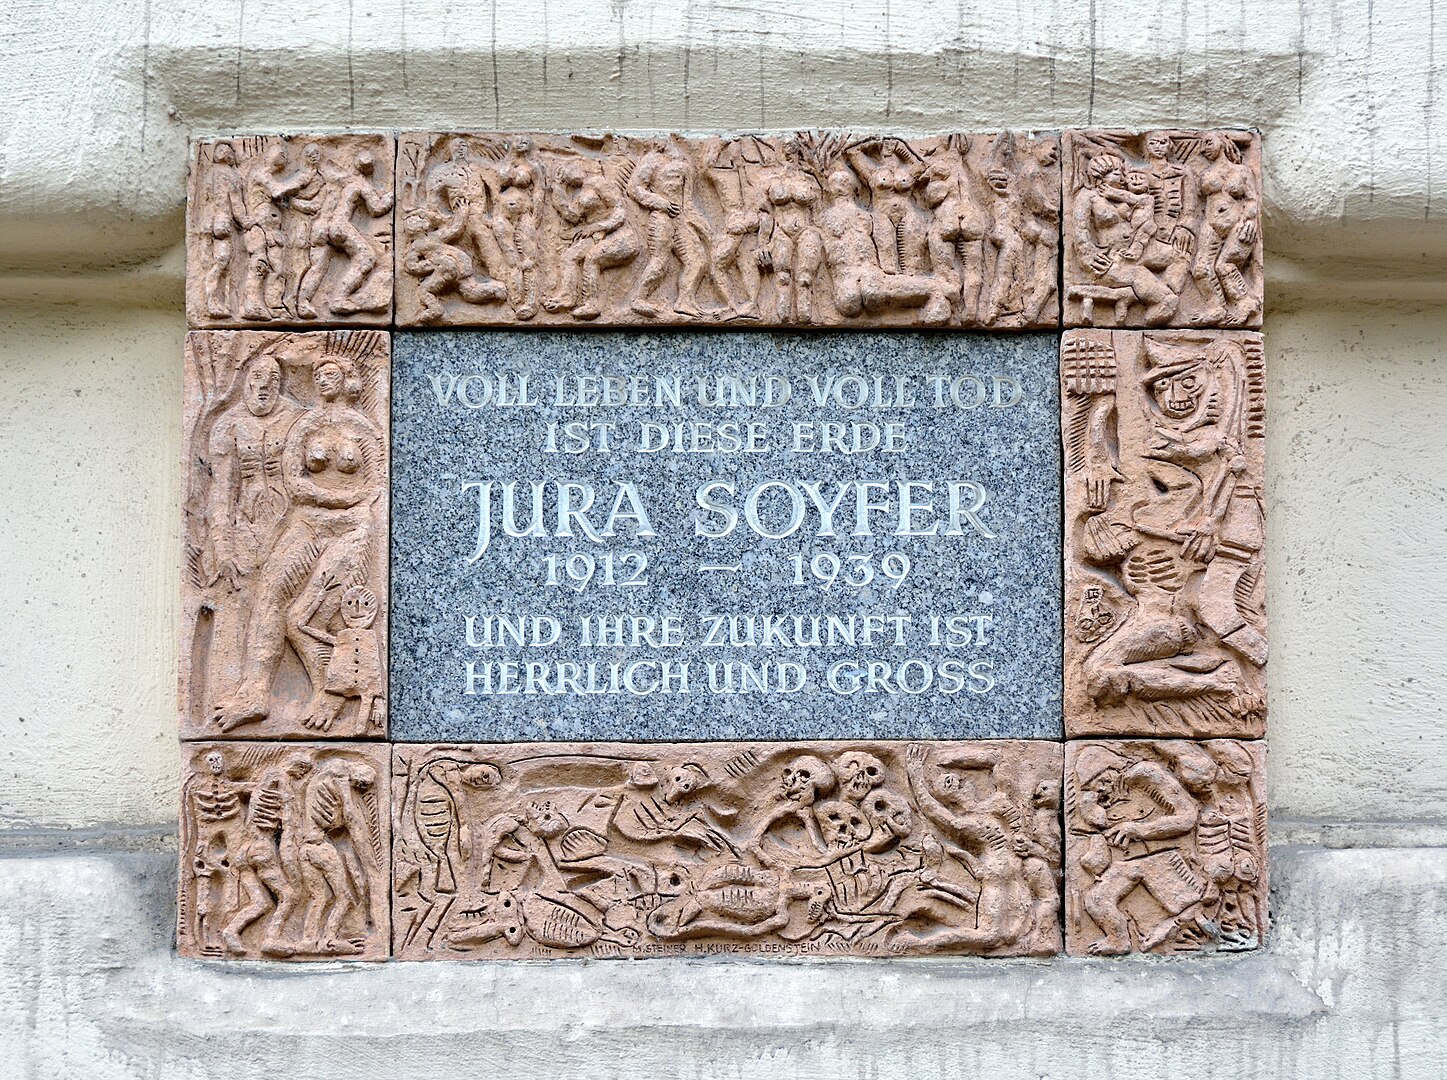 VOLL LEBEN UND VOLL TOD
IST DIESE ERDE
JURA SOYFER
1912 – 1939
UND IHRE ZUKUNFT IST
HERRLICH UND GROSS
M. STEINER H. KURZ-GOLDENSTEIN